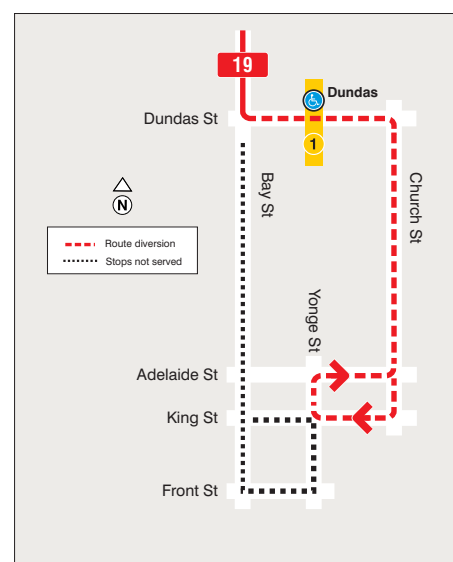 19
Dundas
Dundas St
1
Bay St
Church St
N
Route diversion
Stops not served
Yonge St
Adelaide St
King St
Front St